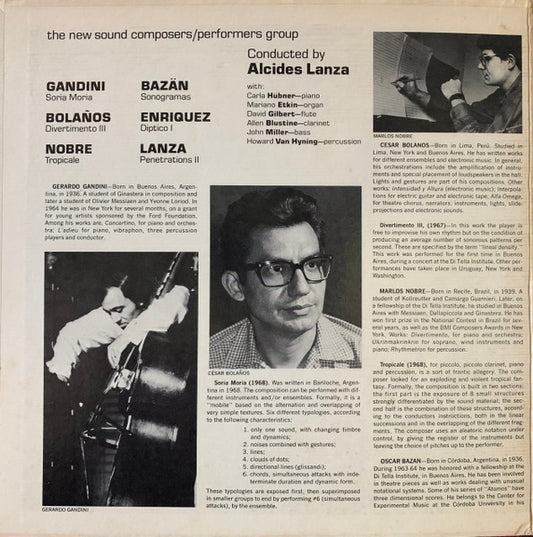 the new sound composers/performers group
Conducted by
Alcides Lanza
with:
Carla Hübner—piano
Mariano Etkin—organ
David Gilbert—flute
Allen Blustine—clarinet
John Miller—bass
Howard Van Hyning—percussion
GANDINI
Soria Moria
BAZÄN
Sonogramas
BOLAÑOS
Divertimento III
ENRIQUEZ
Diptico I
NOBRE
Tropicale
LANZA
Penetrations II
GERARDO GANDINI—Born in Buenos Aires, Argen-
tina, in 1936. A student of Ginastera in composition and
later a student of Olivier Messiaen and Yvonne Loriod. In
1964 he was in New York for several months, on a grant
for young artists sponsored by the Ford Foundation.
Among his works are, Concertino, for piano and orches-
tra; L'adieu for piano, vibraphon, three percussion
players and conductor.
GERARDO GANDINI
CÉSAR BOLAÑOS
Soria Moria (1968). Was written in Bariloche, Argen-
tina in 1968. The composition can be performed with dif-
ferent instruments and/or ensembles. Formally, it is a
"mobile" based on the alternation and overlapping of
very simple textures. Six different typologies, according
to the following characteristics:
1. only one sound, with changing timbre
and dynamics;
2. noises combined with gestures;
3. lines;
4. clouds of dots;
5. directional lines (glissandi);
6. chords, simultaneous attacks with inde-
terminate duration and dynamic form.
These typologies are exposed first, then superimposed
in smaller groups to end by performing #6 (simultaneous
attacks), by the ensemble.
MARLOS NOBRE
CESAR BOLAÑOS—Born in Lima, Perú. Studied in
Lima, New York and Buenos Aires. He has written works
for different ensembles and electronic music. In general,
his orchestrations include the amplification of instru-
ments and special placement of loudspeakers in the hall.
Lights and gestures are part of his compositions. Other
works: Intensidad y Altura (electronic music); Interpola-
tions for electric guitar and electronic tape; Alfa Omega,
for theatre chorus, narrators, instruments, lights, slide-
projections and electronic sounds.
Divertimento III, (1967)—In this work the player is
free to improvise his own rhythm but on the condition of
producing an average number of sonorous patterns per
second. These are specified by the term "lineal density."
This work was performed for the first time in Buenos
Aires, during a concert at the Di Tella Institute. Other per-
formances have taken place in Uruguay, New York and
Washington.
MARLOS NOBRE—Born in Recife, Brazil, in 1939. A
student of Kollreutter and Camargo Guarnieri. Later, on
a fellowship of the Di Tella Institute, he studied in Buenos
Aires with Messiaen, Dallapiccola and Ginastera. He has
won first prize in the National Contest in Brazil for sev-
eral years, as well as the BMI Composers Awards in New
York. Works: Divertimento, for piano and orchestra;
Ukrinmakrinkrin for soprano, wind instruments and
piano; Rhythmetron for percussion.
Tropicale (1968), for piccolo, piccolo clarinet, piano
and percussion, is a sort of frantic allegro. The com-
poser looked for an exploding and violent tropical fan-
tasy. Formally, the composition is built in two sections:
the first part is the exposure of 8 small structures
strongly differentiated by the sound material; the sec-
ond half is the combination of these structures, accord-
ing to the conductors instructions, both in the linear
successions and in the overlapping of the different frag-
ments. The composer uses an aleatoric notation under
control, by giving the register of the instruments but
leaving the choice of pitches up to the performer.
OSCAR BAZAN—Born in Córdoba, Argentina, in 1936.
During 1963-64 he was honored with a fellowship at the
Di Tella Institute, in Buenos Aires. He has been involved
in theatre pieces as well as works dealing with unusual
notational systems. Some of his series of "Atomos" have
three dimensional scores. He belongs to the Center for
Experimental Music at the Córdoba University in his